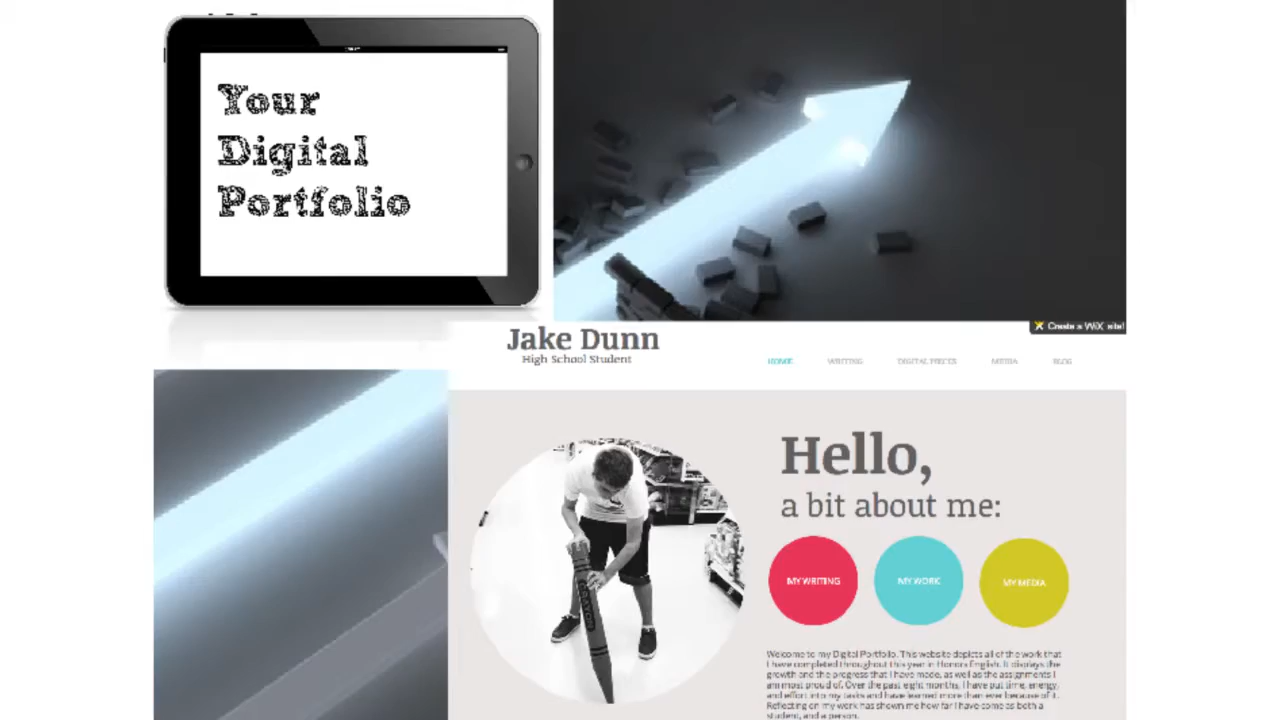 Your
Digital
Portfolio
Create a WiX site!
Jake Dunn
High School Student
HOME WRITING DIGITAL PIECES MEDIA BLOG
Hello,
a bit about me:
MY WRITING MY WORK MY MEDIA
Welcome to my Digital Portfolio. This website depicts all of the work that
I have completed throughout this year in Honors English. It displays the
growth and the progress that I have made, as well as the assignments I
am most proud of. Over the past eight months, I have put time, energy,
and effort into my tasks and have learned more than ever because of it.
Reflecting on my work has shown me how far I have come as both a
student, and a person.